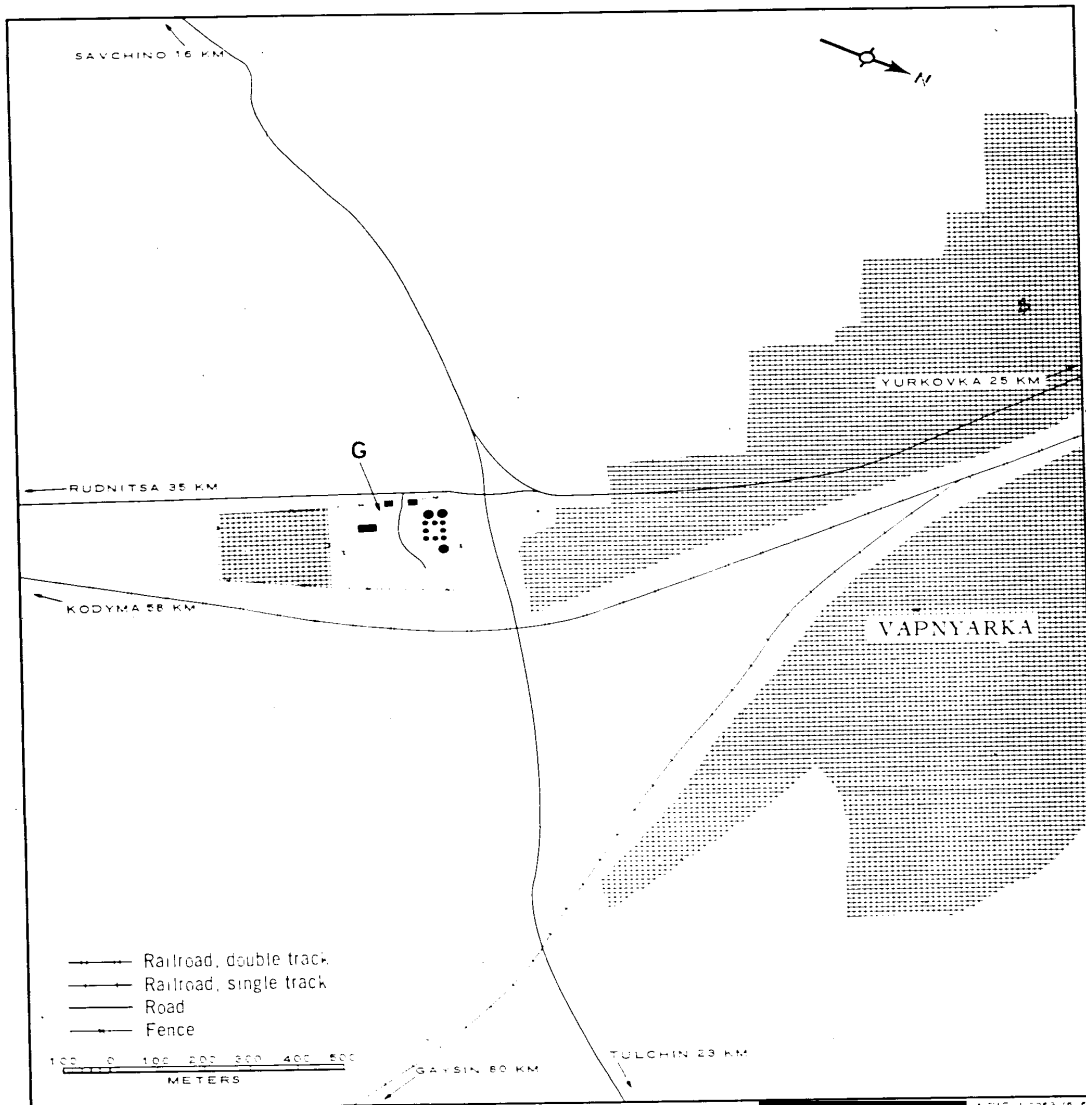 SAVCHINO 16 KM
N
YURKOVKA 25 KM
G
RUDNITSA 35 KM
KODYMA 58 KM
VAPNYARKA
Railroad, double track
Railroad, single track
Road
Fence
100 0 100 200 300 400 500
METERS
GAYSIN 80 KM
TULCHIN 23 KM